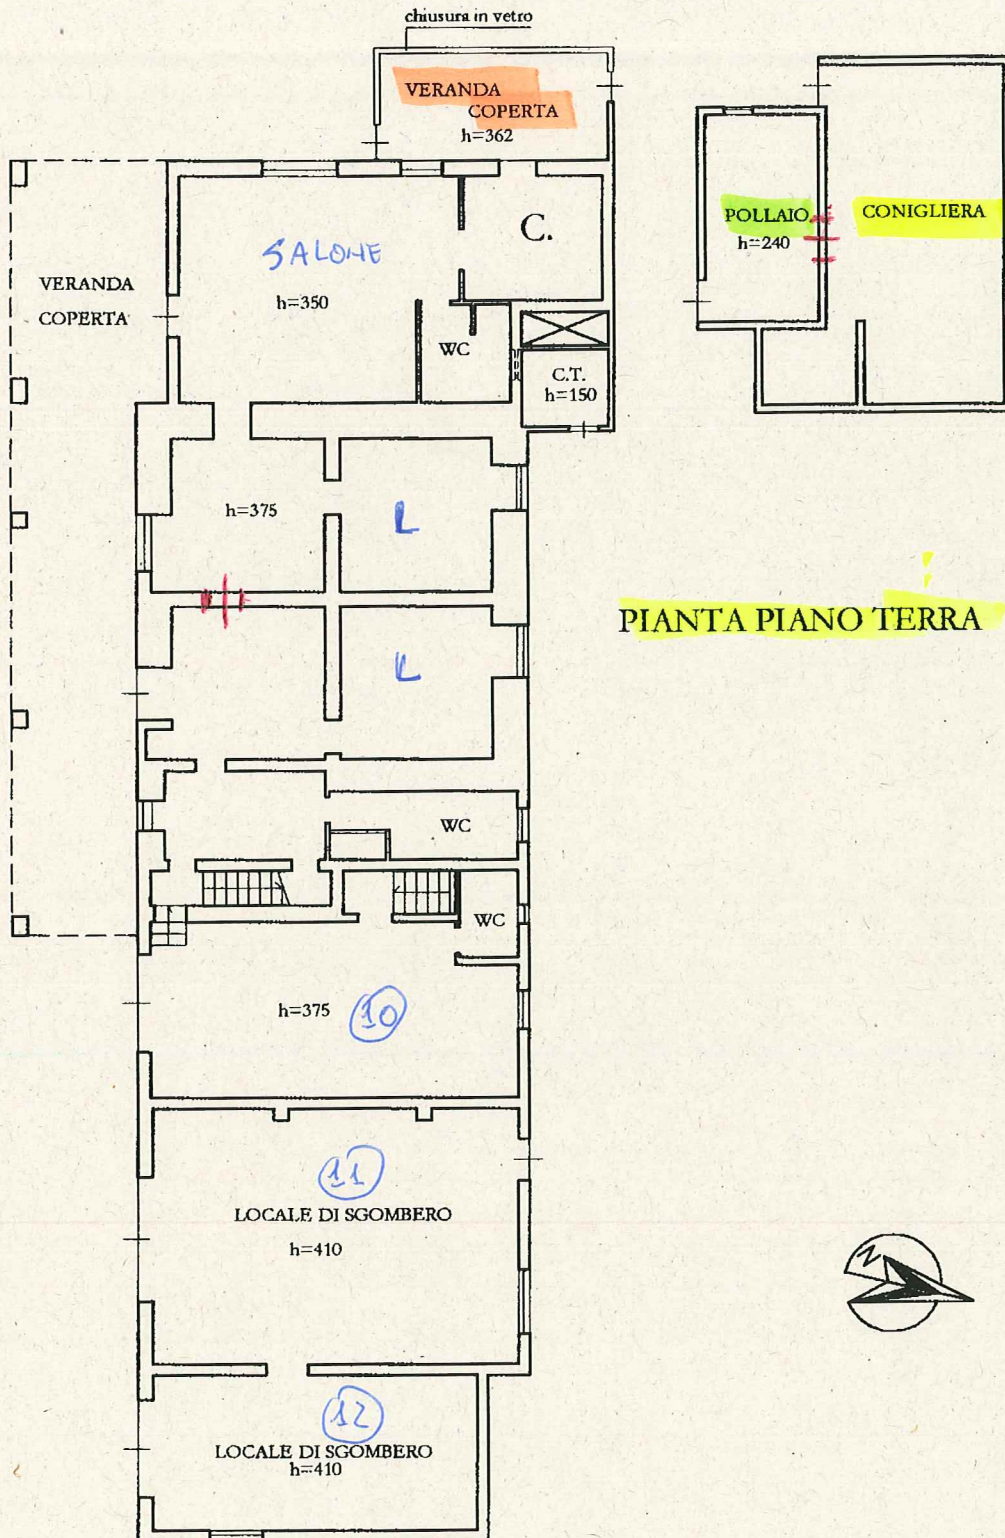 chiusura in vetro
VERANDA
COPERTA
h=362
POLLAIO
h=240
CONIGLIERA
SALONE
h=350
C.
VERANDA
COPERTA
WC
C.T.
h=150
h=375
L
PIANTA PIANO TERRA
L
WC
WC
h=375
10
11
LOCALE DI SGOMBERO
h=410
N
12
LOCALE DI SGOMBERO
h=410